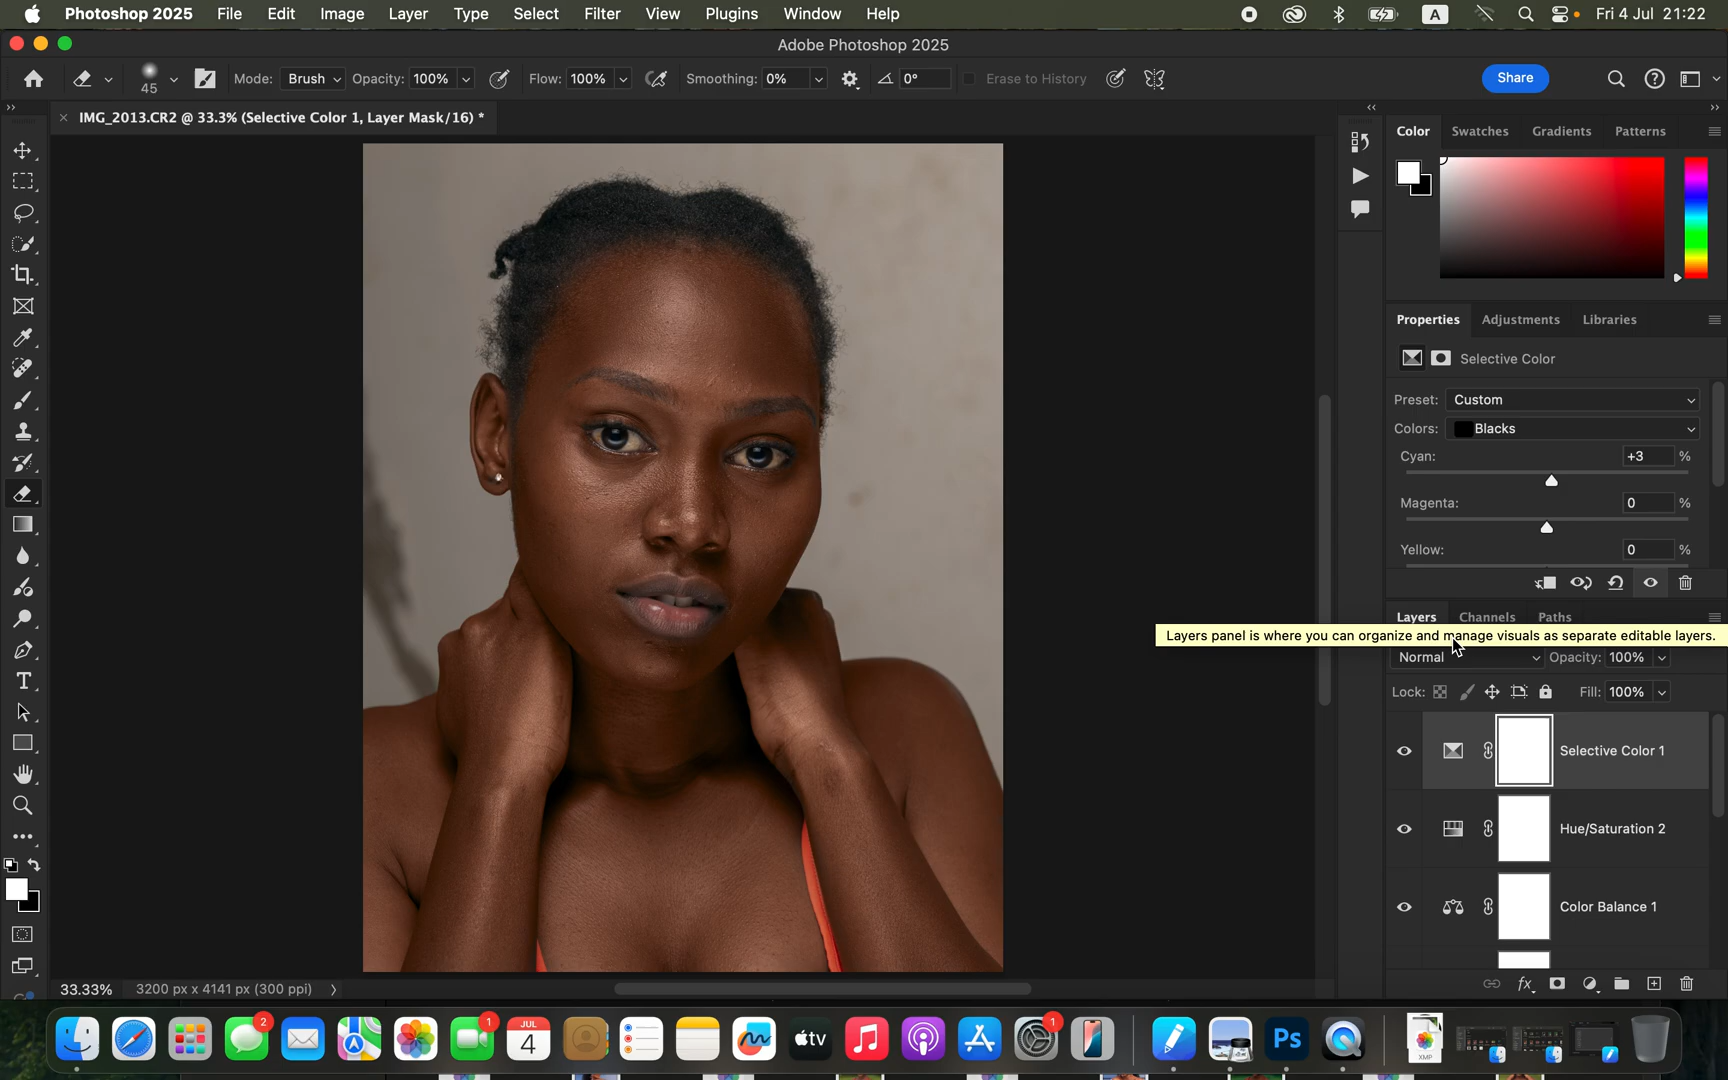 Photoshop 2025 File Edit Image Layer Type Select Filter View Plugins Window Help A Fri 4 Jul 21:22
Adobe Photoshop 2025
45 Mode: Brush Opacity: 100% Flow: 100% Smoothing: 0% 0° Erase to History Share
× IMG_2013.CR2 @ 33.3% (Selective Color 1, Layer Mask/16) *
Color Swatches Gradients Patterns
Properties Adjustments Libraries
Selective Color
Preset: Custom
Colors: Blacks
Cyan: +3 %
Magenta: 0 %
Yellow: 0 %
Layers Channels Paths
Layers panel is where you can organize and manage visuals as separate editable layers.
Normal Opacity: 100%
Lock: Fill: 100%
Selective Color 1
Hue/Saturation 2
Color Balance 1
fx
33.33% 3200 px x 4141 px (300 ppi)
2 1 JUL 4 tv 1 Ps XMP